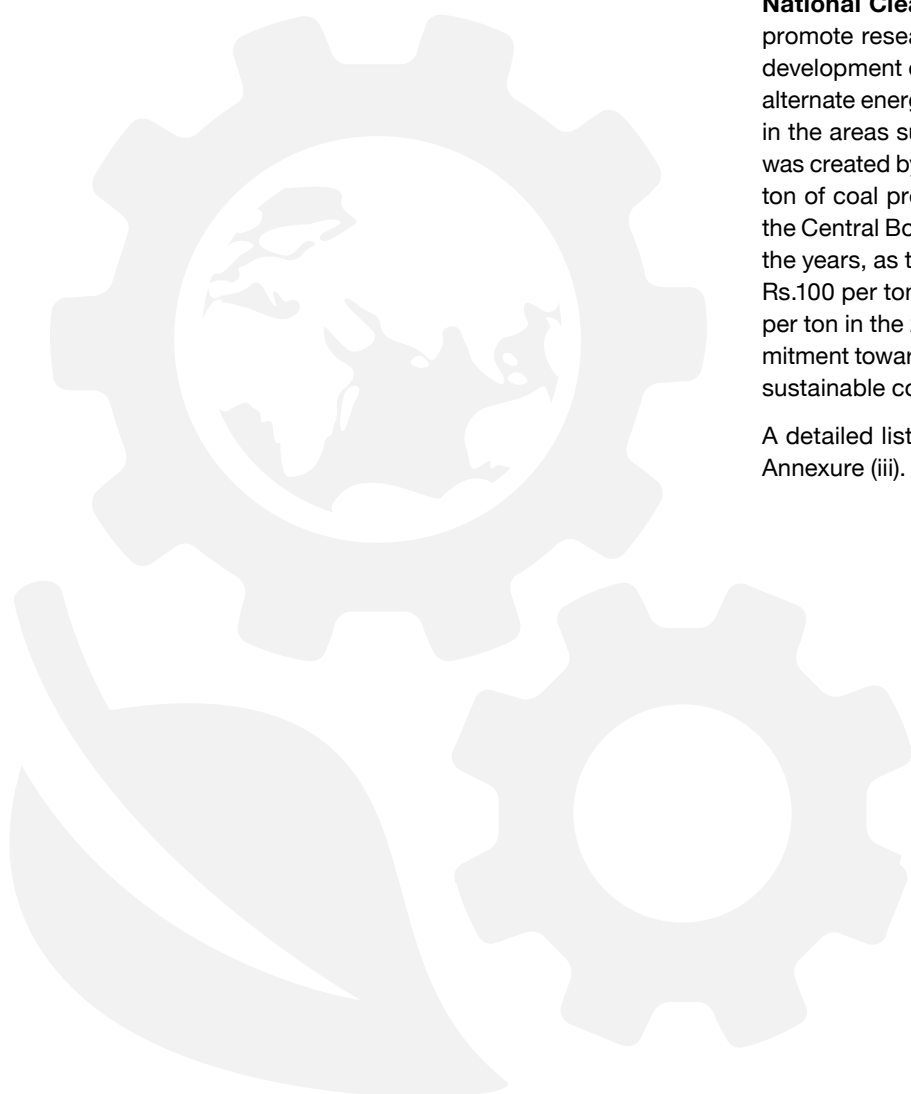 National Clea
promote resea
development o
alternate energ
in the areas su
was created by
ton of coal pro
the Central Bo
the years, as t
Rs.100 per ton
per ton in the
mitment towar
sustainable co
A detailed list
Annexure (iii).